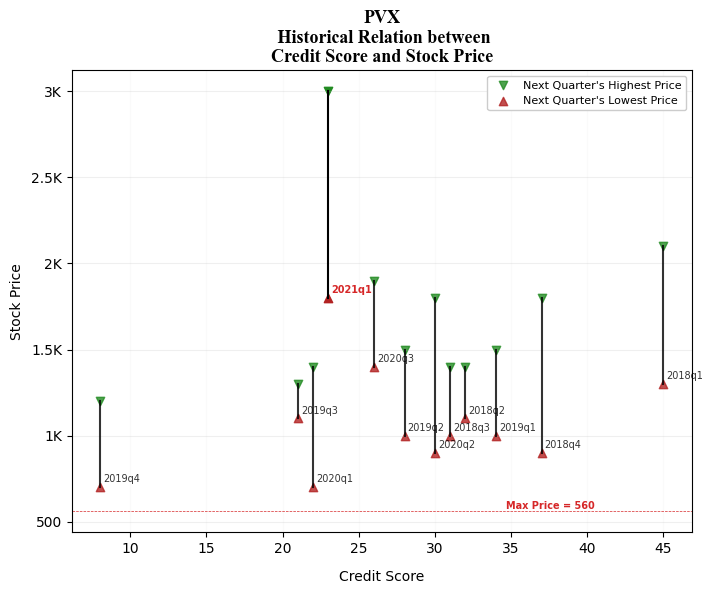 PVX
Historical Relation between
Credit Score and Stock Price
Next Quarter's Highest Price
Next Quarter's Lowest Price
Stock Price
3K
2.5K
2K
1.5K
1K
500
2021q1
2020q3
2018q1
2019q3
2019q2
2018q3
2018q2
2019q1
2020q2
2018q4
2019q4
2020q1
Max Price = 560
10 15 20 25 30 35 40 45
Credit Score